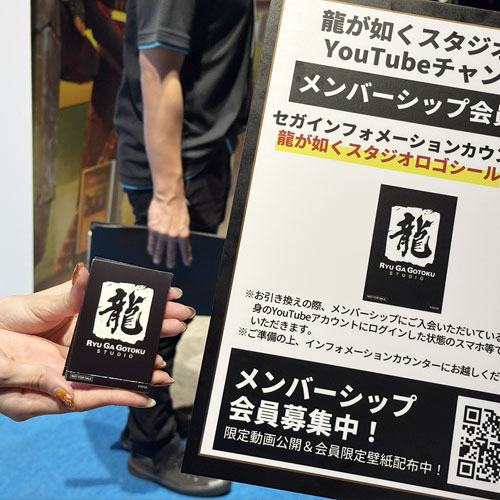 龍が如くスタジオ
YouTubeチャン
メンバーシップ会員
セガインフォメーションカウン
龍が如くスタジオロゴシール
龍
RYU GA GOTOKU
STUDIO
NOT FOR SALE
※お引き換えの際、メンバーシップにご入会いただいている
身のYouTubeアカウントにログインした状態のスマホ等で
いただきます。
※ご準備の上、インフォメーションカウンターにお越しくだ
メンバーシップ
会員募集中!
限定動画公開&会員限定壁紙配布中!
龍
RYU GA GOTOKU
STUDIO
NOT FOR SALE